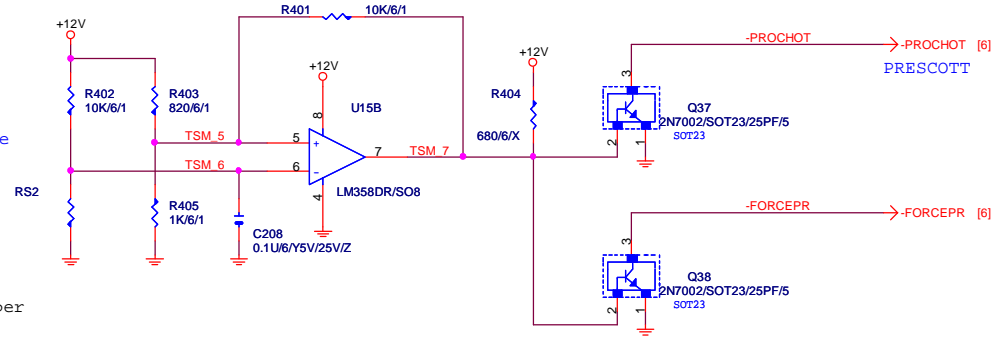 R401
10K/6/1
+12V
-PROCHOT
-PROCHOT
[6]
PRESCOTT
+12V
+12V
R402
10K/6/1
R403
820/6/1
8
U15B
R404
680/6/X
3
Q37
2N7002/SOT23/25PF/5
SOT23
2
1
e
TSM_5
5
+
TSM_6
6
-
7
TSM_7
LM358DR/SO8
4
RS2
R405
1K/6/1
C208
0.1U/6/Y5V/25V/Z
-FORCEPR
-FORCEPR
[6]
3
Q38
2N7002/SOT23/25PF/5
SOT23
2
1
per